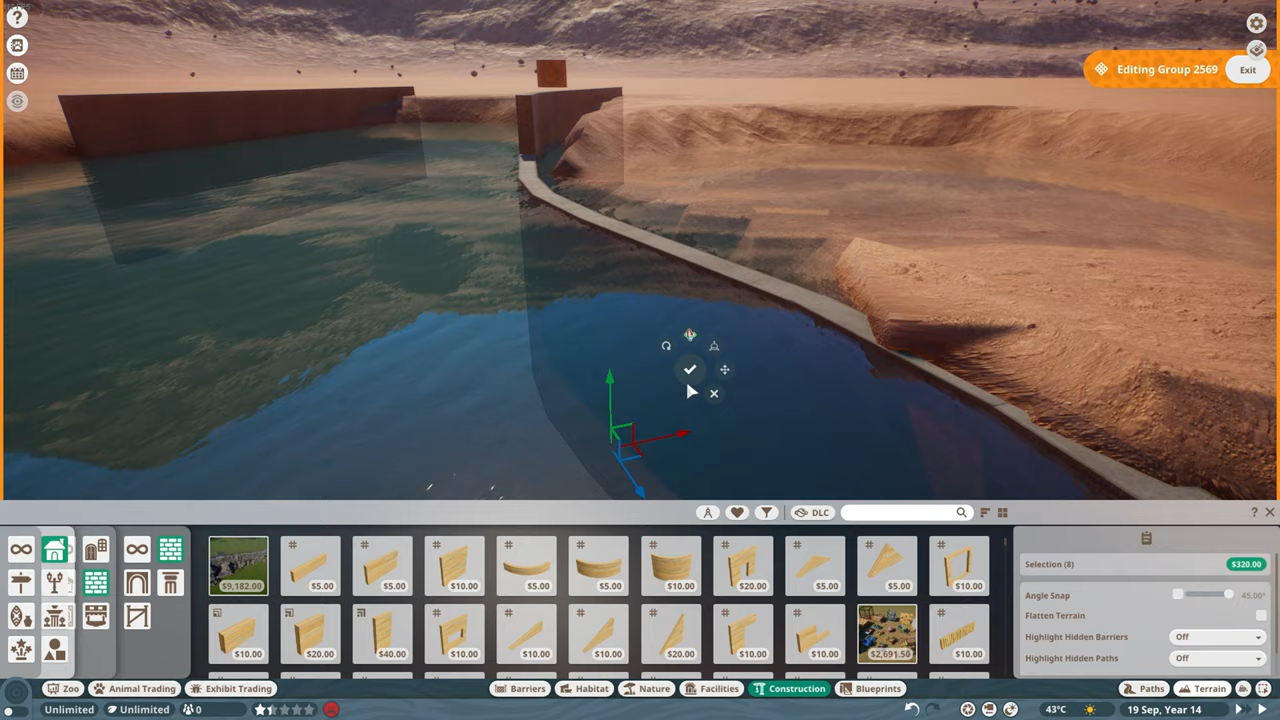 Editing Group 2569
Exit
DLC
$9,182.00
$5.00
$5.00
$10.00
$5.00
$5.00
$10.00
$20.00
$5.00
$5.00
$10.00
$10.00
$20.00
$40.00
$10.00
$10.00
$10.00
$20.00
$10.00
$10.00
$2,691.50
$10.00
Selection (8)
$320.00
Angle Snap
45.00°
Flatten Terrain
Highlight Hidden Barriers
Off
Highlight Hidden Paths
Off
Zoo
Animal Trading
Exhibit Trading
Barriers
Habitat
Nature
Facilities
Construction
Blueprints
Paths
Terrain
Unlimited
Unlimited
0
43°C
19 Sep, Year 14